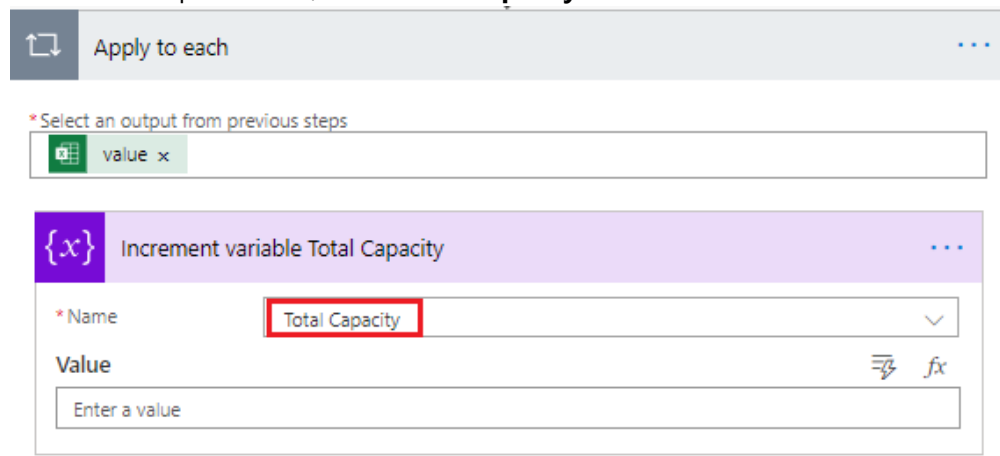 Apply to each
* Select an output from previous steps
value ×
{x} Increment variable Total Capacity
* Name
Total Capacity
Value
fx
Enter a value